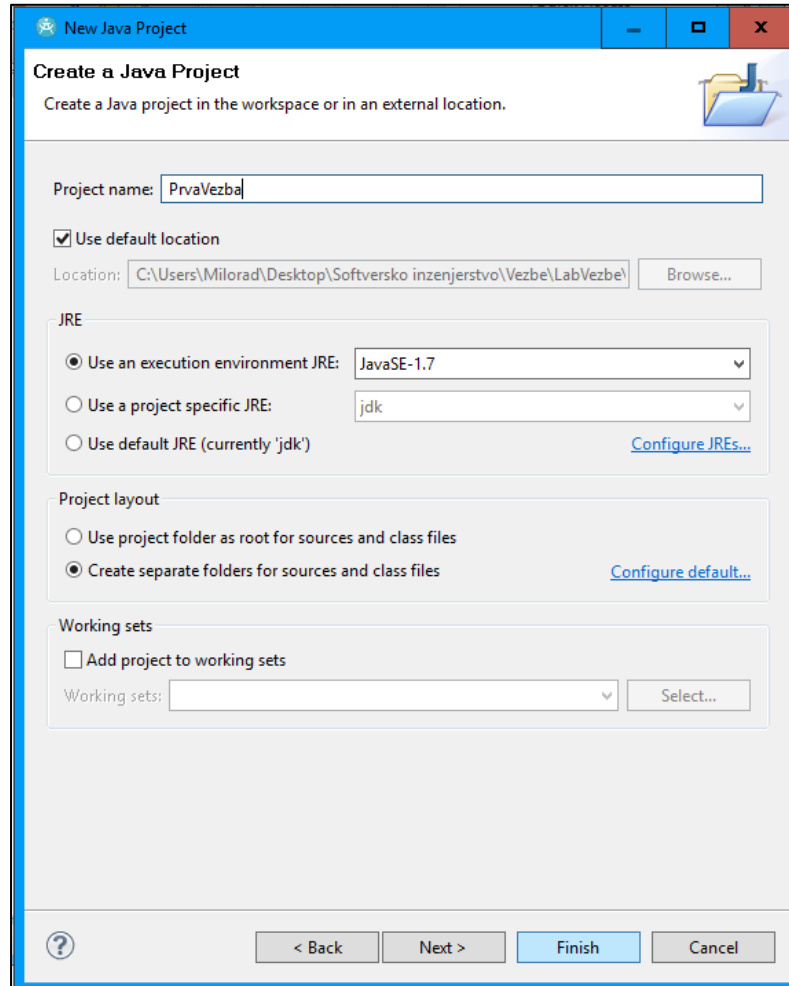 New Java Project
Create a Java Project
Create a Java project in the workspace or in an external location.
Project name: PrvaVezba
Use default location
Location: C:\Users\Milorad\Desktop\Softversko inzenjerstvo\Vezbe\LabVezbe\ Browse...
JRE
Use an execution environment JRE: JavaSE-1.7
Use a project specific JRE: jdk
Use default JRE (currently 'jdk') Configure JREs...
Project layout
Use project folder as root for sources and class files
Create separate folders for sources and class files Configure default...
Working sets
Add project to working sets
Working sets: Select...
? < Back Next > Finish Cancel